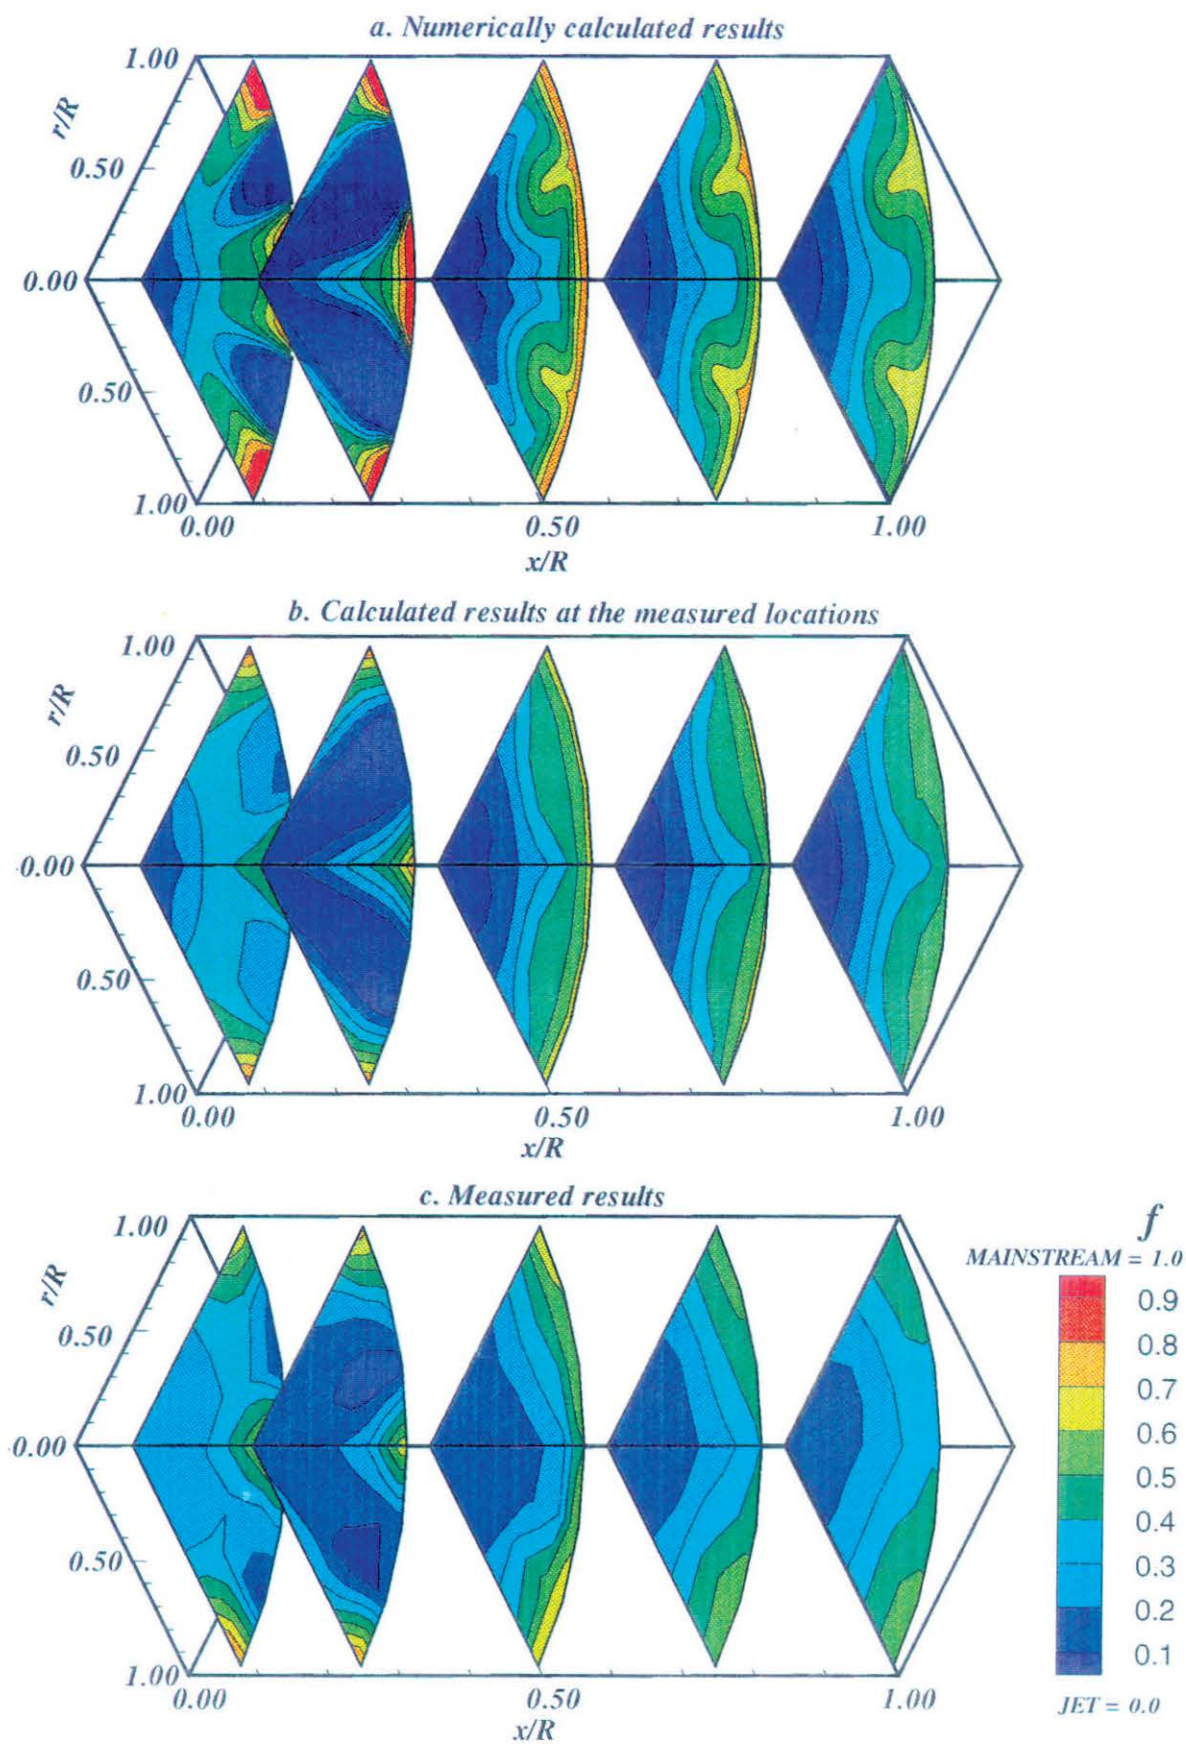 a. Numerically calculated results
1.00
r/R
0.50
0.00
0.50
1.00
0.00 0.50 1.00
x/R
b. Calculated results at the measured locations
1.00
r/R
0.50
0.00
0.50
1.00
0.00 0.50 1.00
x/R
c. Measured results
1.00
r/R
0.50
0.00
0.50
1.00
0.00 0.50 1.00
x/R
f
MAINSTREAM = 1.0
0.9
0.8
0.7
0.6
0.5
0.4
0.3
0.2
0.1
JET = 0.0